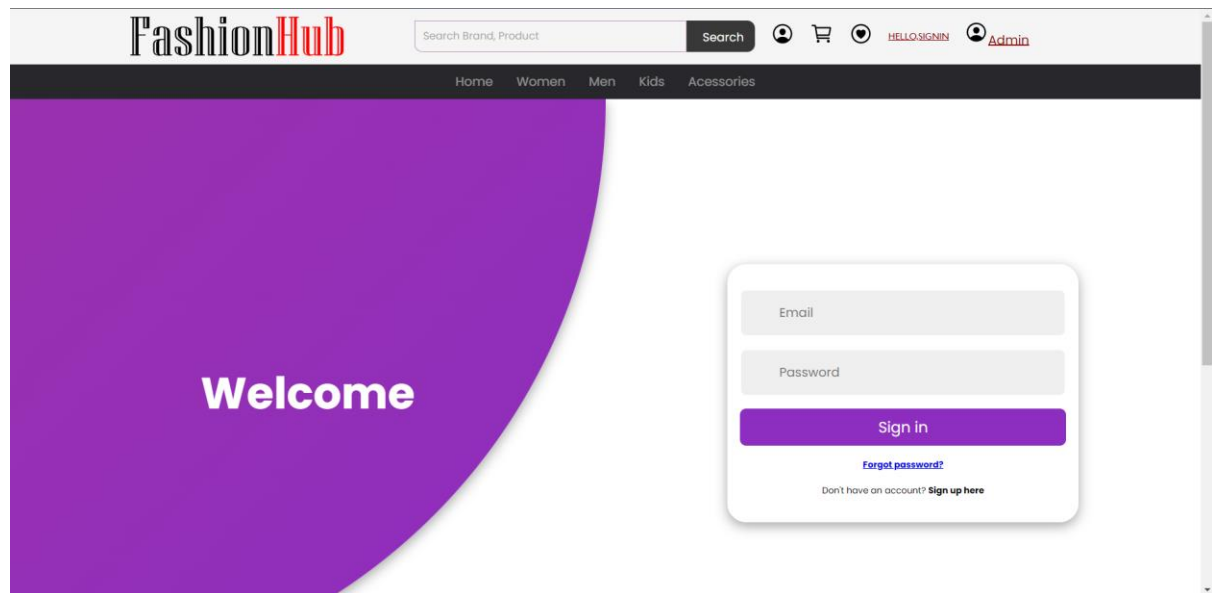 FashionHub
Search Brand, Product
Search
HELLO,SIGNIN
Admin
Home Women Men Kids Acessories
Welcome
Email
Password
Sign in
Forgot password?
Don't have an account? Sign up here